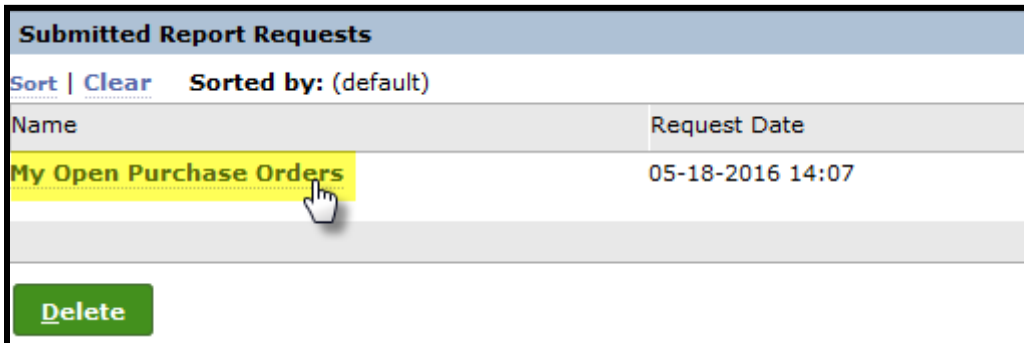 Submitted Report Requests
Sort | Clear Sorted by: (default)
Name Request Date
My Open Purchase Orders 05-18-2016 14:07
Delete